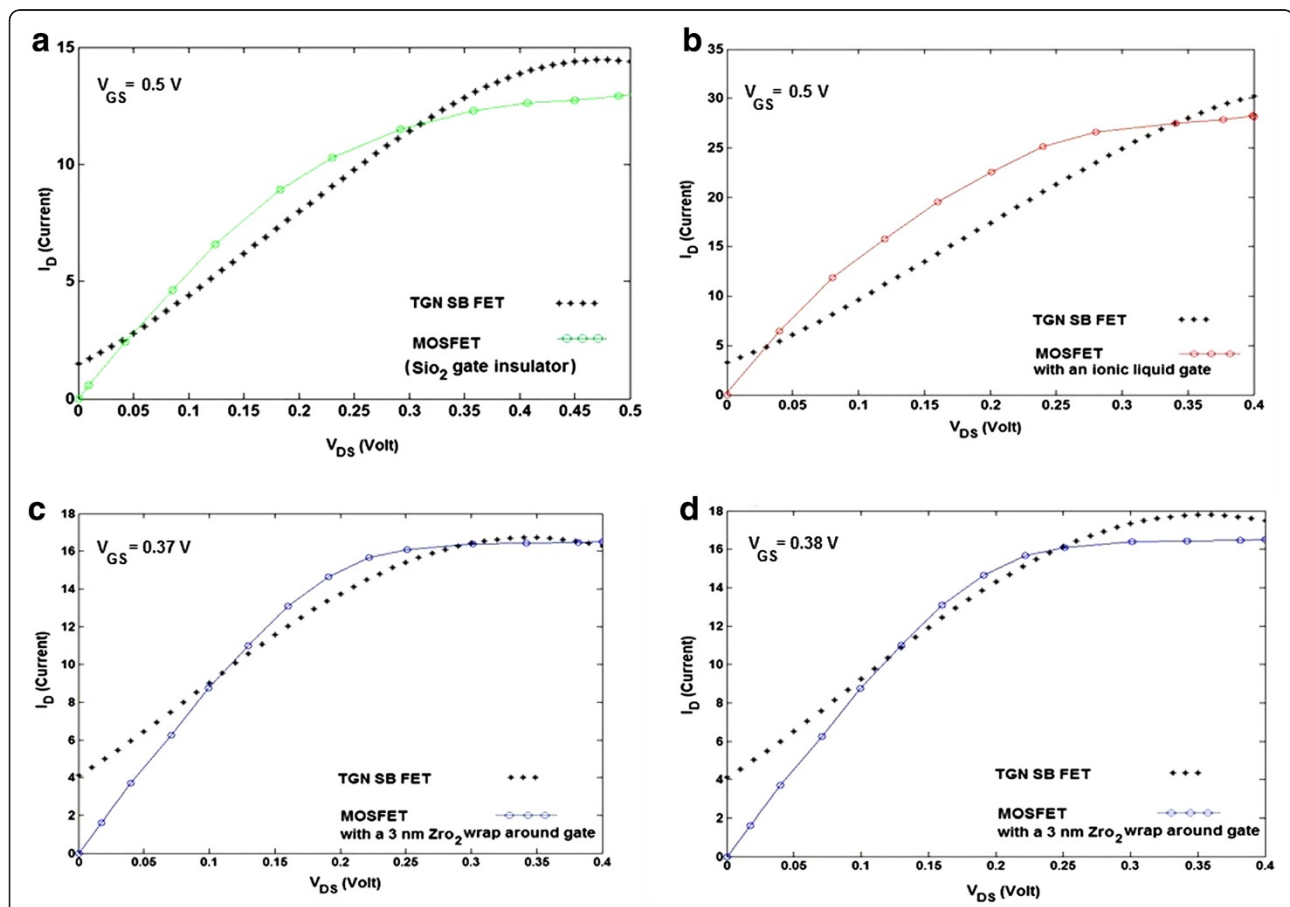 a
V_GS = 0.5 V
15
10
5
0
I_D (Current)
TGN SB FET
MOSFET
(Sio₂ gate insulator)
0 0.05 0.1 0.15 0.2 0.25 0.3 0.35 0.4 0.45 0.5
V_DS (Volt)
b
V_GS = 0.5 V
35
30
25
20
15
10
5
0
I_D (Current)
TGN SB FET
MOSFET
with an ionic liquid gate
0 0.05 0.1 0.15 0.2 0.25 0.3 0.35 0.4
V_DS (Volt)
c
V_GS = 0.37 V
18
16
14
12
10
8
6
4
2
0
I_D (Current)
TGN SB FET
MOSFET
with a 3 nm Zro₂ wrap around gate
0 0.05 0.1 0.15 0.2 0.25 0.3 0.35 0.4
V_DS (Volt)
d
V_GS = 0.38 V
18
16
14
12
10
8
6
4
2
0
I_D (Current)
TGN SB FET
MOSFET
with a 3 nm Zro₂ wrap around gate
0 0.05 0.1 0.15 0.2 0.25 0.3 0.35 0.4
V_DS (Volt)